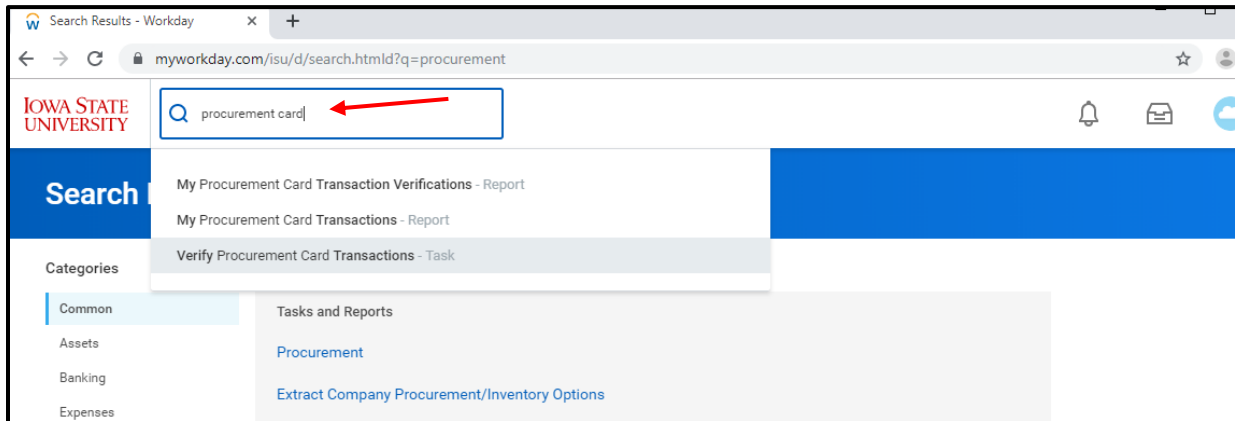 Search Results - Workday
myworkday.com/isu/d/search.htmld?q=procurement
IOWA STATE
UNIVERSITY
procurement card
My Procurement Card Transaction Verifications - Report
My Procurement Card Transactions - Report
Verify Procurement Card Transactions - Task
Search
Categories
Common
Assets
Banking
Expenses
Tasks and Reports
Procurement
Extract Company Procurement/Inventory Options